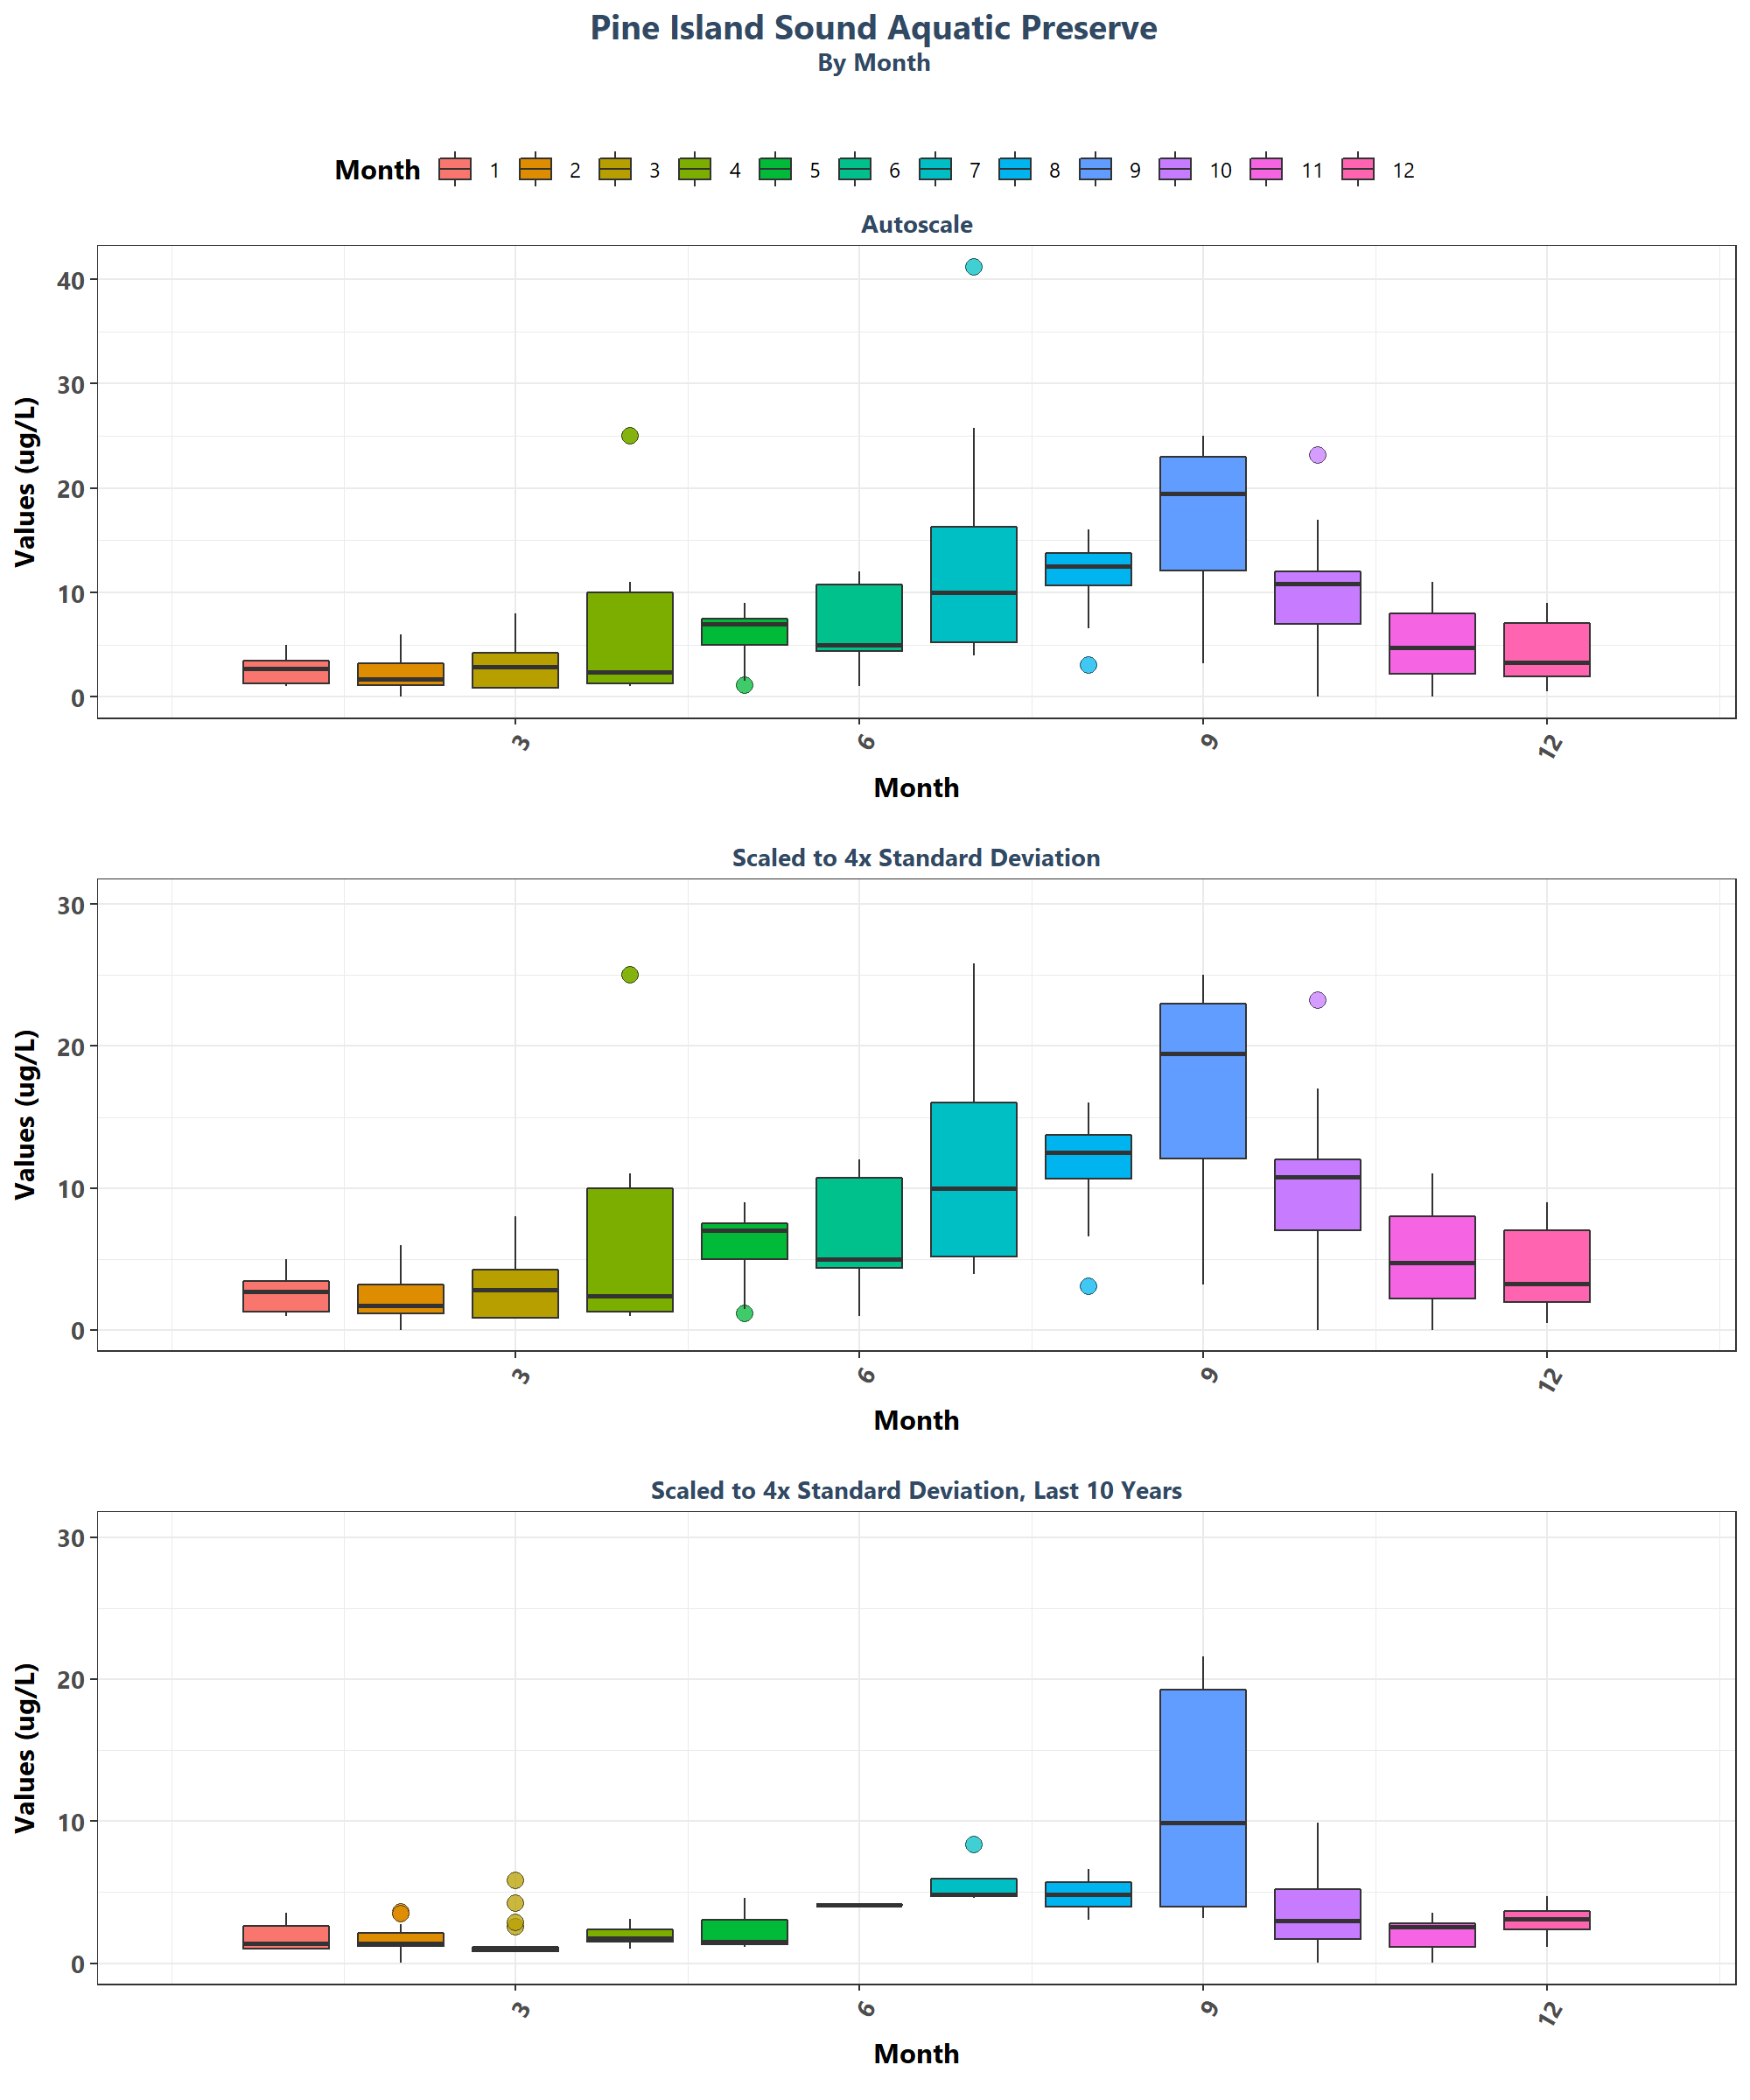 Pine Island Sound Aquatic Preserve
By Month
Month 1 2 3 4 5 6 7 8 9 10 11 12
Autoscale
Values (ug/L)
40
30
20
10
0
3 6 9 12
Month
Scaled to 4x Standard Deviation
Values (ug/L)
30
20
10
0
3 6 9 12
Month
Scaled to 4x Standard Deviation, Last 10 Years
Values (ug/L)
30
20
10
0
3 6 9 12
Month